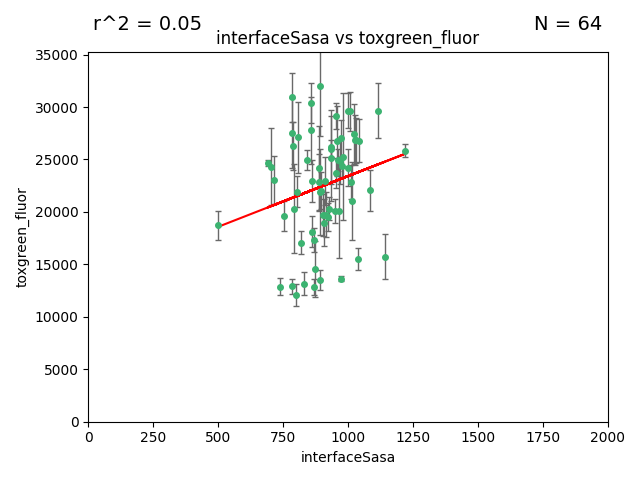 r^2 = 0.05
N = 64
interfaceSasa vs toxgreen_fluor
35000
30000
25000
20000
15000
10000
5000
0
toxgreen_fluor
0 250 500 750 1000 1250 1500 1750 2000
interfaceSasa